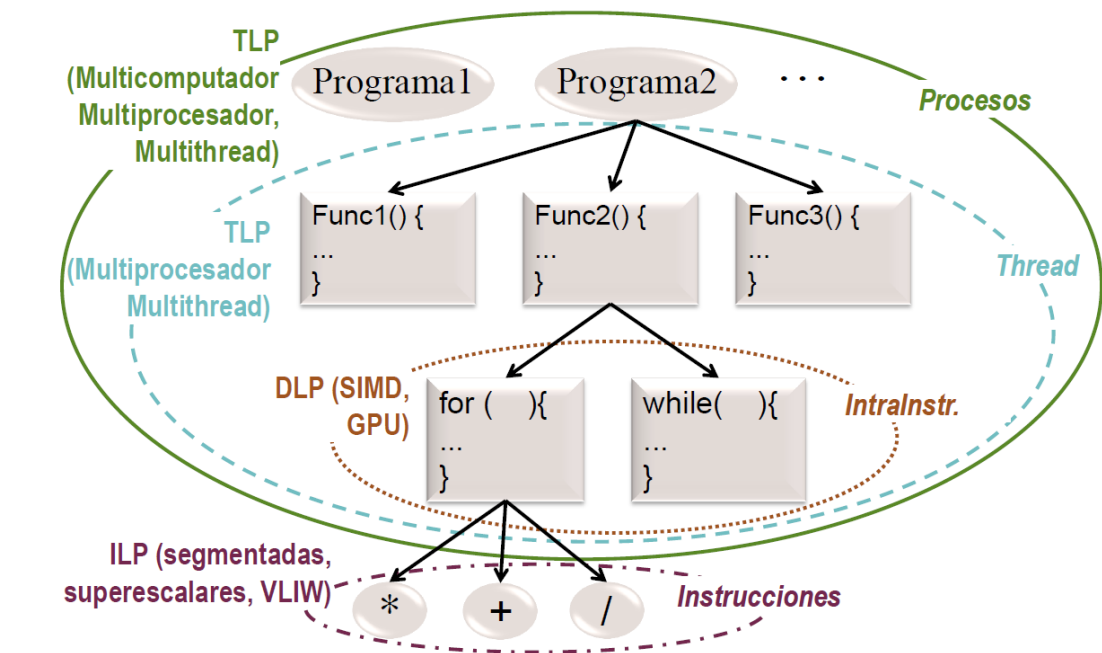 TLP
(Multicomputador
Multiprocesador,
Multithread)
Programa1
Programa2
...
Procesos
Func1() {
...
}
Func2() {
...
}
Func3() {
...
}
TLP
(Multiprocesador
Multithread)
Thread
DLP (SIMD,
GPU)
for (    ){
...
}
while(    ){
...
}
IntraInstr.
ILP (segmentadas,
superescalares, VLIW)
*
+
/
Instrucciones